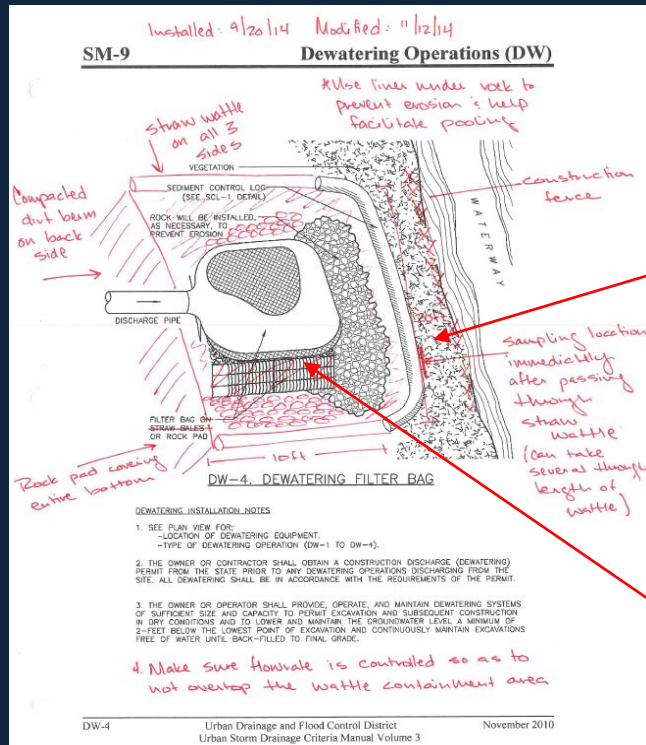 Installed: 9/20/14 Modified: 11/12/14
SM-9 Dewatering Operations (DW)
*Use liner under rock to
prevent erosion & help
facilitate pooling
straw wattle
on all 3
sides
VEGETATION
SEDIMENT CONTROL LOG
(SEE SCL-1 DETAIL)
ROCK WILL BE INSTALLED,
AS NECESSARY, TO
PREVENT EROSION
Compacted
dirt berm
on back
side
construction
fence
WATERWAY
DISCHARGE PIPE
20ft
sampling location
immediately
after passing
through
straw
wattle
(can take
several through
length of
wattle)
FILTER BAG ON
STRAW BALES
OR ROCK PAD
10ft
Rock pad covering
entire bottom
DW-4. DEWATERING FILTER BAG
DEWATERING INSTALLATION NOTES
1. SEE PLAN VIEW FOR:
-LOCATION OF DEWATERING EQUIPMENT.
-TYPE OF DEWATERING OPERATION (DW-1 TO DW-4).
2. THE OWNER OR CONTRACTOR SHALL OBTAIN A CONSTRUCTION DISCHARGE (DEWATERING)
PERMIT FROM THE STATE PRIOR TO ANY DEWATERING OPERATIONS DISCHARGING FROM THE
SITE. ALL DEWATERING SHALL BE IN ACCORDANCE WITH THE REQUIREMENTS OF THE PERMIT.
3. THE OWNER OR OPERATOR SHALL PROVIDE, OPERATE, AND MAINTAIN DEWATERING SYSTEMS
OF SUFFICIENT SIZE AND CAPACITY TO PERMIT EXCAVATION AND SUBSEQUENT CONSTRUCTION
IN DRY CONDITIONS AND TO LOWER AND MAINTAIN THE GROUNDWATER LEVEL A MINIMUM OF
2-FEET BELOW THE LOWEST POINT OF EXCAVATION AND CONTINUOUSLY MAINTAIN EXCAVATIONS
FREE OF WATER UNTIL BACK-FILLED TO FINAL GRADE.
4. Make sure flowrate is controlled so as to
not overtop the wattle containment area
DW-4 Urban Drainage and Flood Control District November 2010
Urban Storm Drainage Criteria Manual Volume 3